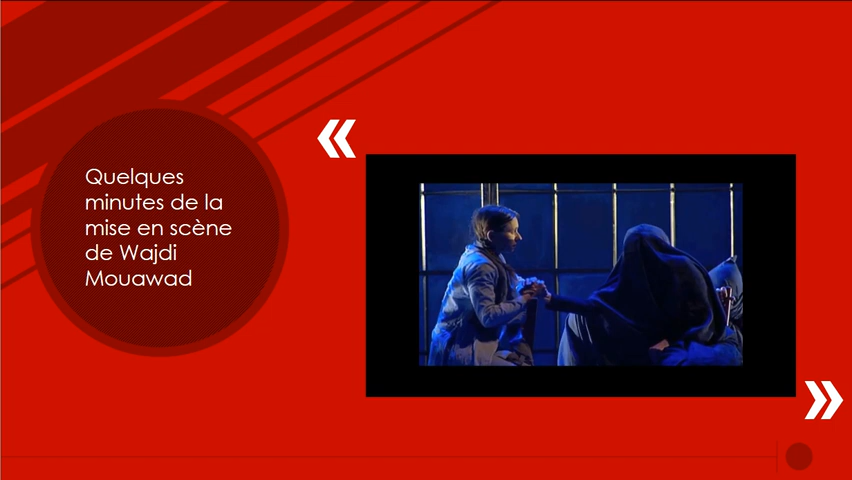 Quelques
minutes de la
mise en scène
de Wajdi
Mouawad